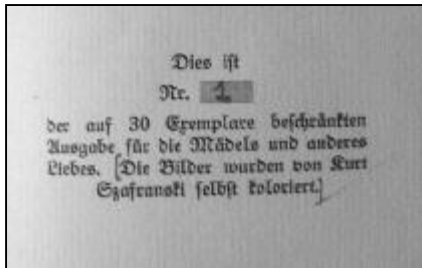 Dies ist
Nr. 1
der auf 30 Exemplare beschränkten
Ausgabe für die Mädels und anderes
Liebes. [Die Bilder wurden von Kurt
Szafranski selbst koloriert.]